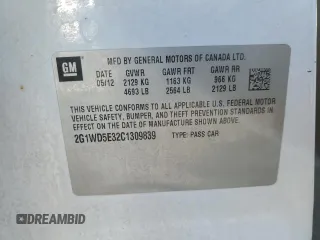 GM
MFD BY GENERAL MOTORS OF CANADA LTD.
DATE GVWR GAWR FRT GAWR RR
05/12 2129 KG 1163 KG 966 KG
4693 LB 2564 LB 2129 LB
THIS VEHICLE CONFORMS TO ALL APPLICABLE U.S. FEDERAL MOTOR
VEHICLE SAFETY, BUMPER, AND THEFT PREVENTION STANDARDS IN
EFFECT ON THE DATE OF MANUFACTURE SHOWN ABOVE.
2G1WD5E32C1309839 TYPE: PASS CAR
DREAMBID